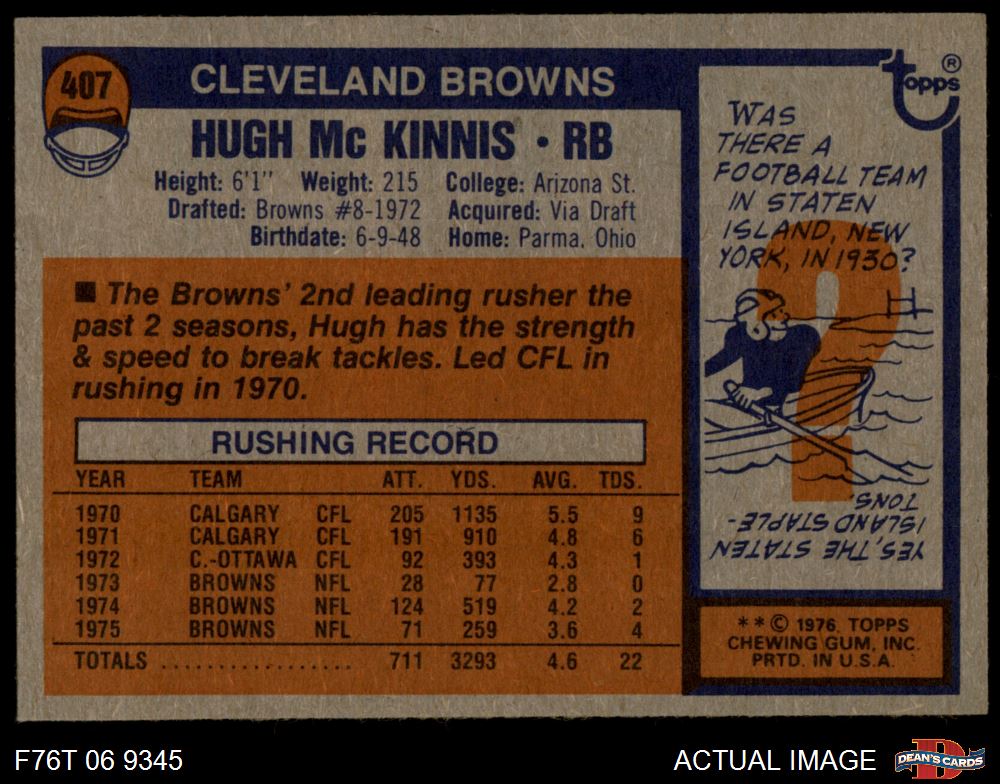 407
CLEVELAND BROWNS
HUGH Mc KINNIS • RB
Height: 6'1" Weight: 215 College: Arizona St.
Drafted: Browns #8-1972 Acquired: Via Draft
Birthdate: 6-9-48 Home: Parma, Ohio
■ The Browns' 2nd leading rusher the
past 2 seasons, Hugh has the strength
& speed to break tackles. Led CFL in
rushing in 1970.
RUSHING RECORD
YEAR TEAM ATT. YDS. AVG. TDS.
1970 CALGARY CFL 205 1135 5.5 9
1971 CALGARY CFL 191 910 4.8 6
1972 C.-OTTAWA CFL 92 393 4.3 1
1973 BROWNS NFL 28 77 2.8 0
1974 BROWNS NFL 124 519 4.2 2
1975 BROWNS NFL 71 259 3.6 4
TOTALS .................. 711 3293 4.6 22
topps ®
WAS
THERE A
FOOTBALL TEAM
IN STATEN
ISLAND, NEW
YORK, IN 1930?
?
YES, THE STATEN
ISLAND STAPLE-
TONS.
**© 1976, TOPPS
CHEWING GUM, INC.
PRTD. IN U.S.A.
F76T 06 9345
ACTUAL IMAGE
D
DEAN'S CARDS